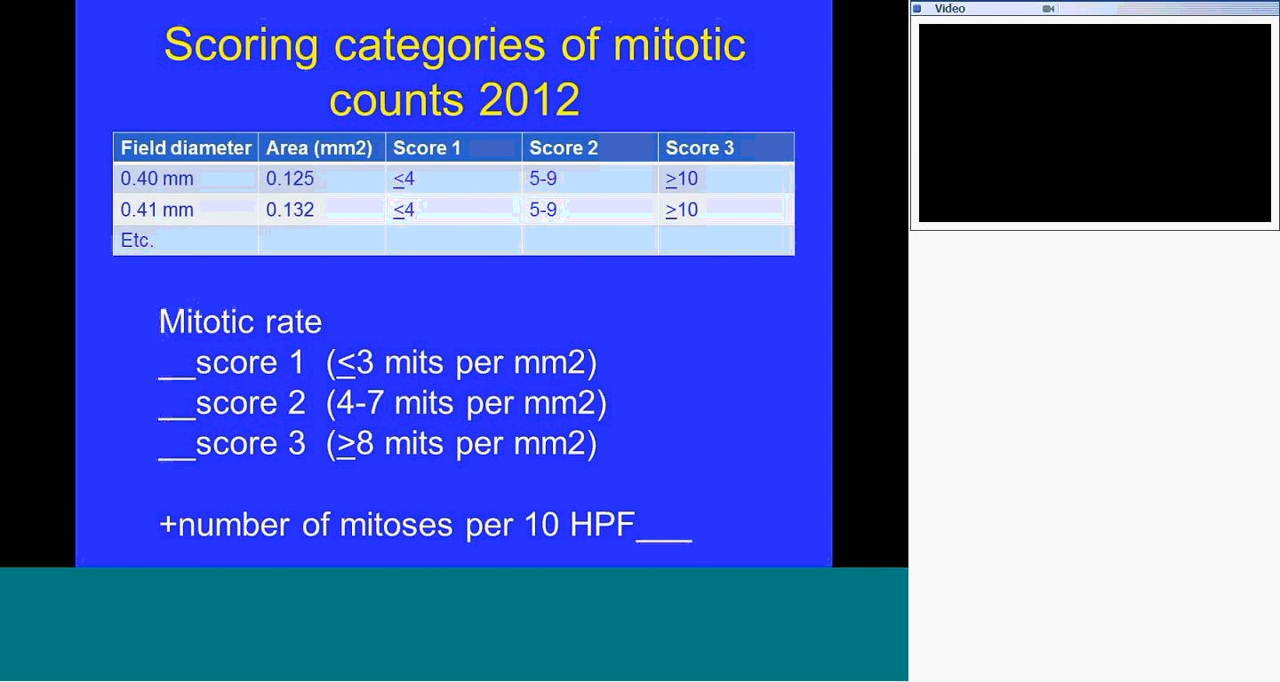 Scoring categories of mitotic
counts 2012
Field diameter Area (mm2) Score 1 Score 2 Score 3
0.40 mm 0.125 ≤4 5-9 ≥10
0.41 mm 0.132 ≤4 5-9 ≥10
Etc.
Mitotic rate
__score 1 (≤3 mits per mm2)
__score 2 (4-7 mits per mm2)
__score 3 (≥8 mits per mm2)
+number of mitoses per 10 HPF___
Video